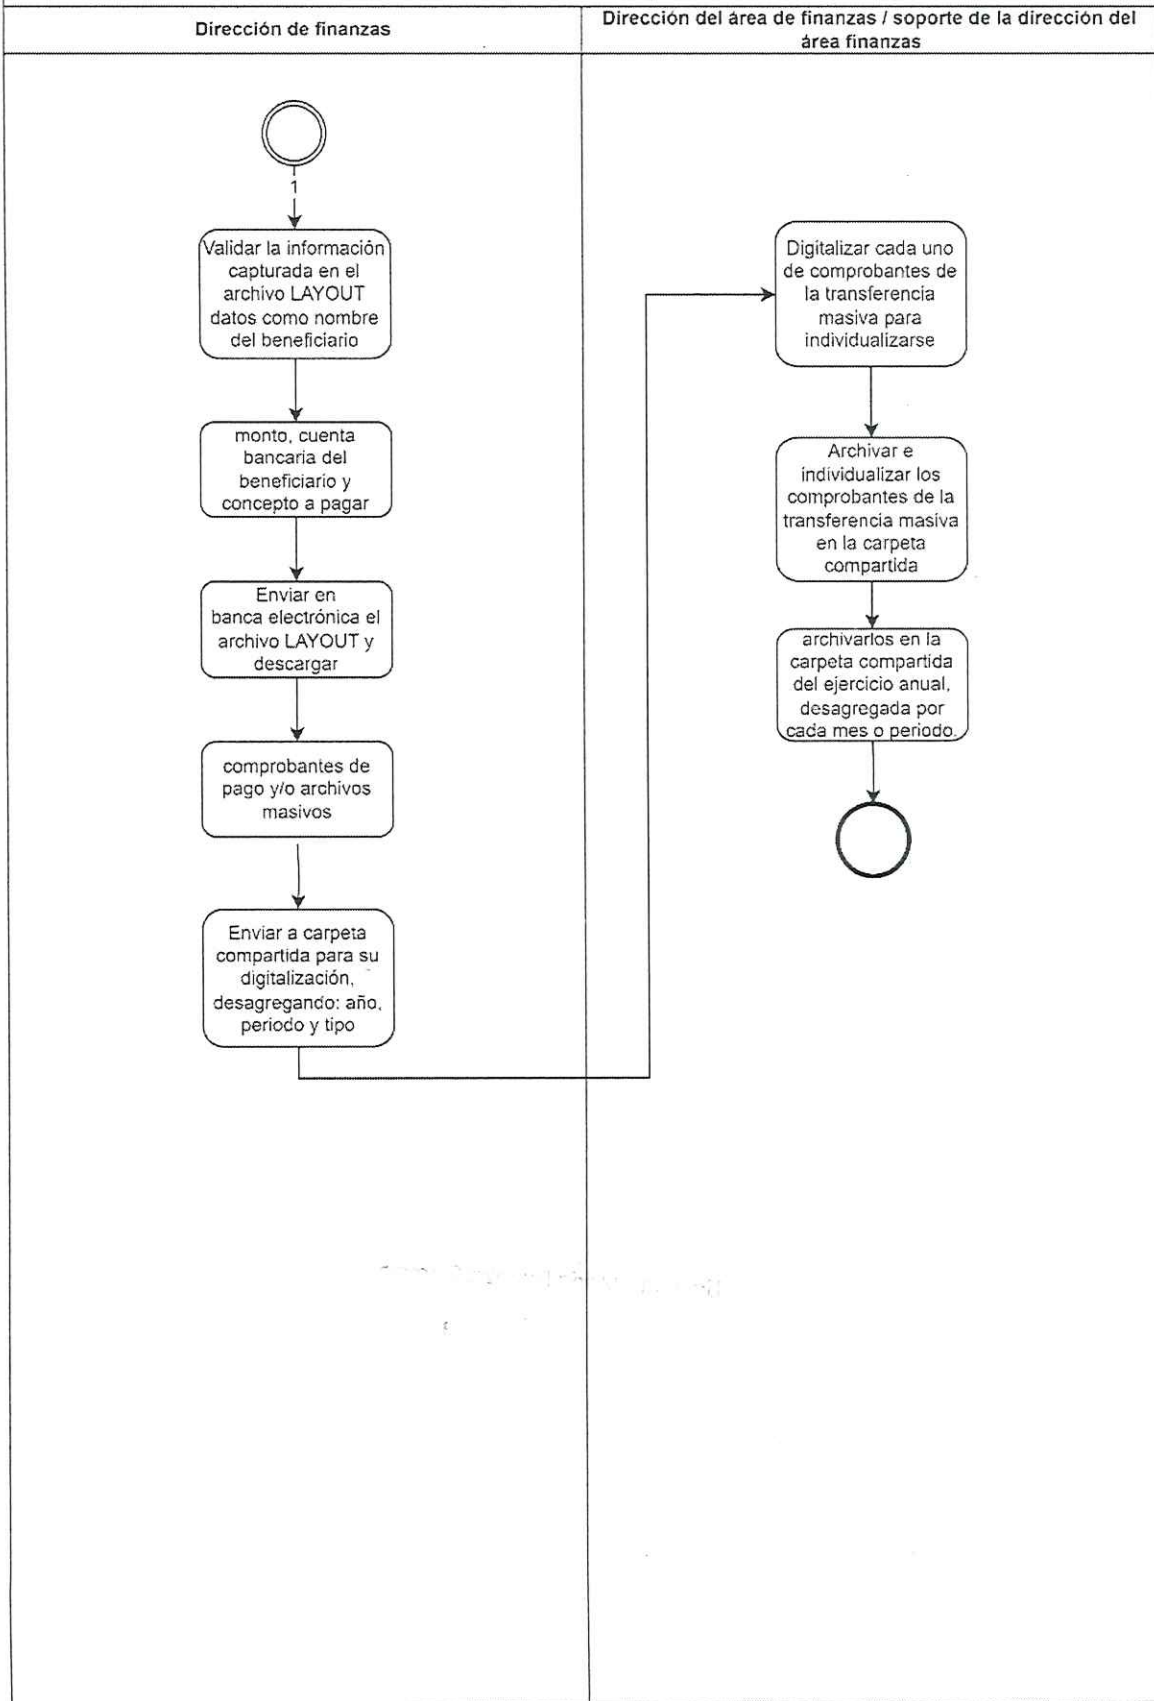 Dirección de finanzas
Dirección del área de finanzas / soporte de la dirección del
área finanzas
1
Validar la información
capturada en el
archivo LAYOUT
datos como nombre
del beneficiario
monto, cuenta
bancaria del
beneficiario y
concepto a pagar
Enviar en
banca electrónica el
archivo LAYOUT y
descargar
comprobantes de
pago y/o archivos
masivos
Enviar a carpeta
compartida para su
digitalización,
desagregando: año,
periodo y tipo
Digitalizar cada uno
de comprobantes de
la transferencia
masiva para
individualizarse
Archivar e
individualizar los
comprobantes de la
transferencia masiva
en la carpeta
compartida
archivarlos en la
carpeta compartida
del ejercicio anual,
desagregada por
cada mes o periodo.